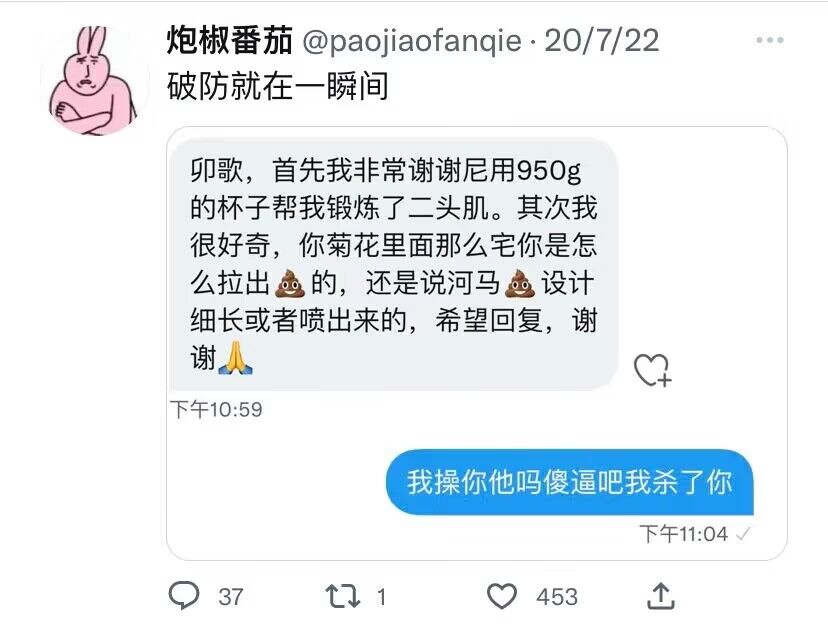 炮椒番茄 @paojiaofanqie · 20/7/22
破防就在一瞬间
卯歌，首先我非常谢谢尼用950g
的杯子帮我锻炼了二头肌。其次我
很好奇，你菊花里面那么宅你是怎
么拉出💩的，还是说河马💩设计
细长或者喷出来的，希望回复，谢
谢🙏
下午10:59
我操你他吗傻逼吧我杀了你
下午11:04 ✓
37 1 453